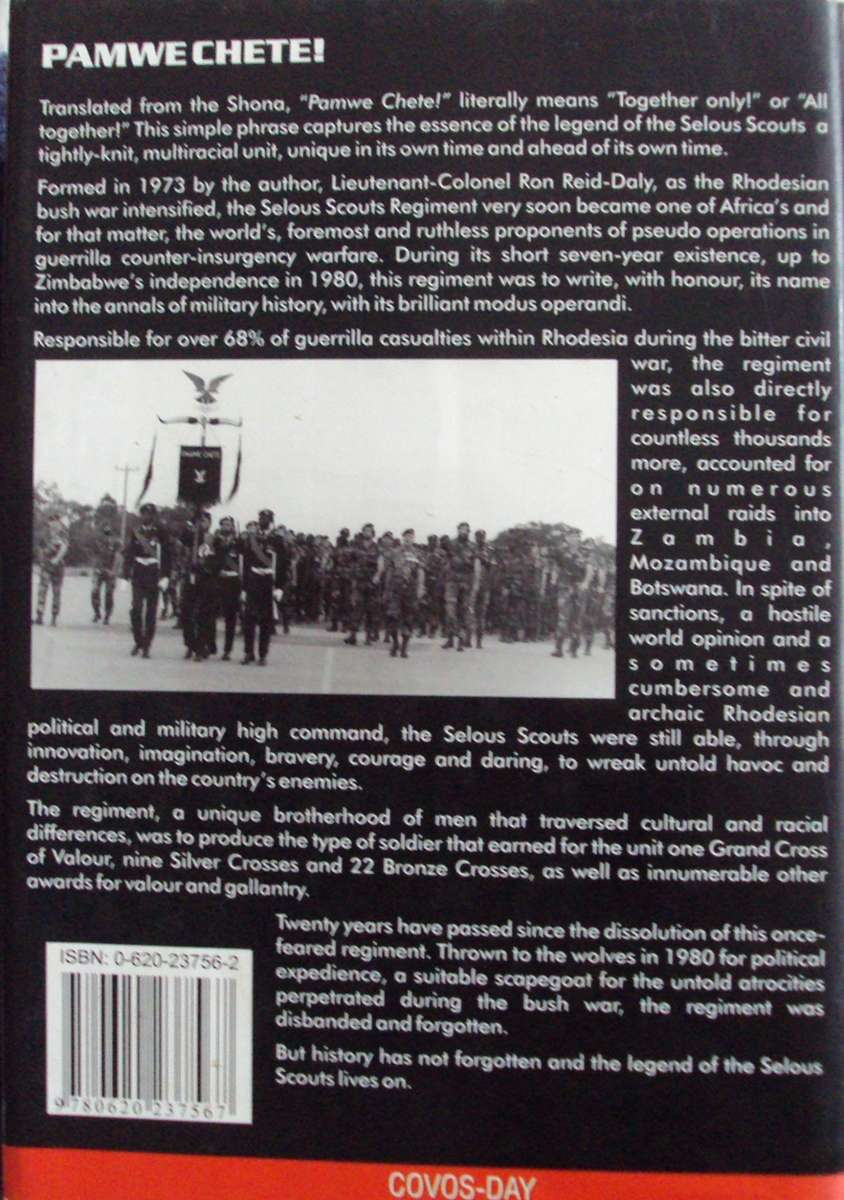 PAMWE CHETE!
Translated from the Shona, "Pamwe Chete!" literally means "Together only!" or "All
together!" This simple phrase captures the essence of the legend of the Selous Scouts a
tightly-knit, multiracial unit, unique in its own time and ahead of its own time.
Formed in 1973 by the author, Lieutenant-Colonel Ron Reid-Daly, as the Rhodesian
bush war intensified, the Selous Scouts Regiment very soon became one of Africa's and
for that matter, the world's, foremost and ruthless proponents of pseudo operations in
guerrilla counter-insurgency warfare. During its short seven-year existence, up to
Zimbabwe's independence in 1980, this regiment was to write, with honour, its name
into the annals of military history, with its brilliant modus operandi.
Responsible for over 68% of guerrilla casualties within Rhodesia during the bitter civil
war, the regiment
was also directly
responsible for
countless thousands
more, accounted for
on numerous
external raids into
Zambia,
Mozambique and
Botswana. In spite of
sanctions, a hostile
world opinion and a
sometimes
cumbersome and
archaic Rhodesian
political and military high command, the Selous Scouts were still able, through
innovation, imagination, bravery, courage and daring, to wreak untold havoc and
destruction on the country's enemies.
The regiment, a unique brotherhood of men that traversed cultural and racial
differences, was to produce the type of soldier that earned for the unit one Grand Cross
of Valour, nine Silver Crosses and 22 Bronze Crosses, as well as innumerable other
awards for valour and gallantry.
Twenty years have passed since the dissolution of this once-
feared regiment. Thrown to the wolves in 1980 for political
expedience, a suitable scapegoat for the untold atrocities
perpetrated during the bush war, the regiment was
disbanded and forgotten.
But history has not forgotten and the legend of the Selous
Scouts lives on.
PAMWE CHETE
ISBN: 0-620-23756-2
9 780620 237567
COVOS-DAY